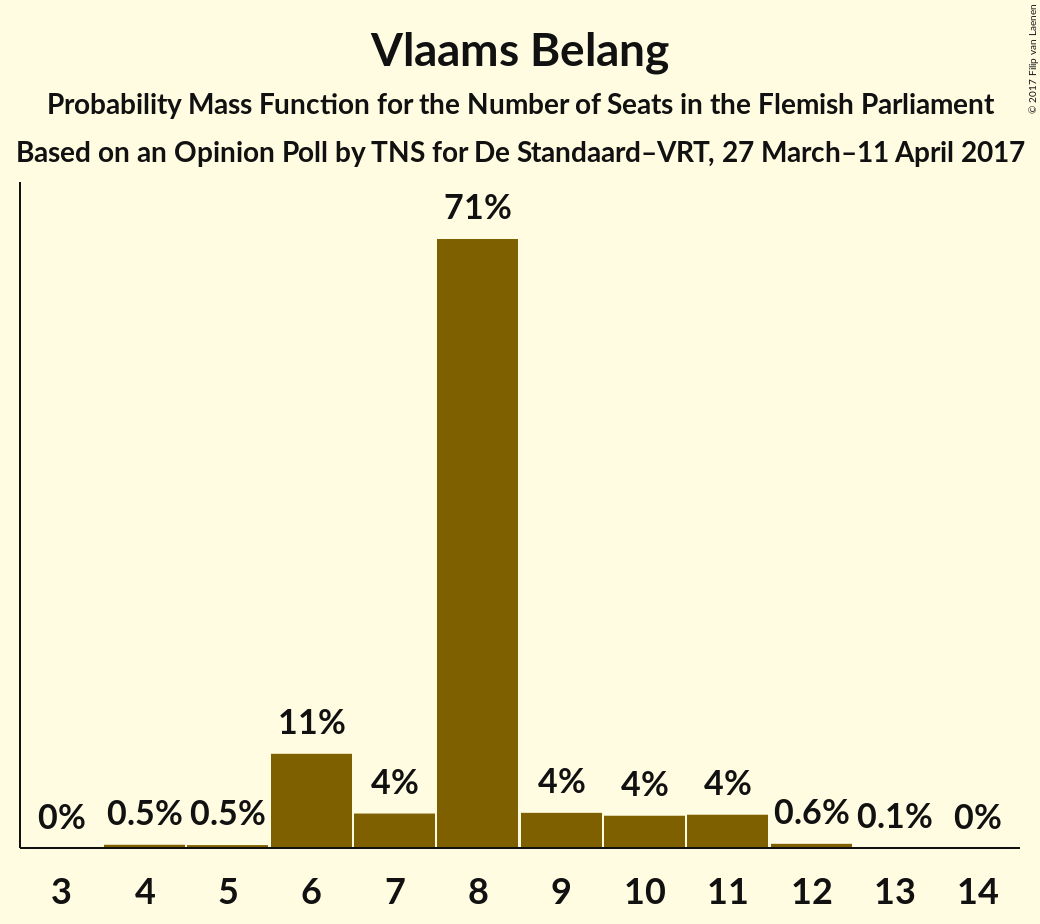 Vlaams Belang
Probability Mass Function for the Number of Seats in the Flemish Parliament
Based on an Opinion Poll by TNS for De Standaard–VRT, 27 March–11 April 2017
© 2017 Filip van Laenen
0% 0.5% 0.5% 11% 4% 71% 4% 4% 4% 0.6% 0.1% 0%
3 4 5 6 7 8 9 10 11 12 13 14